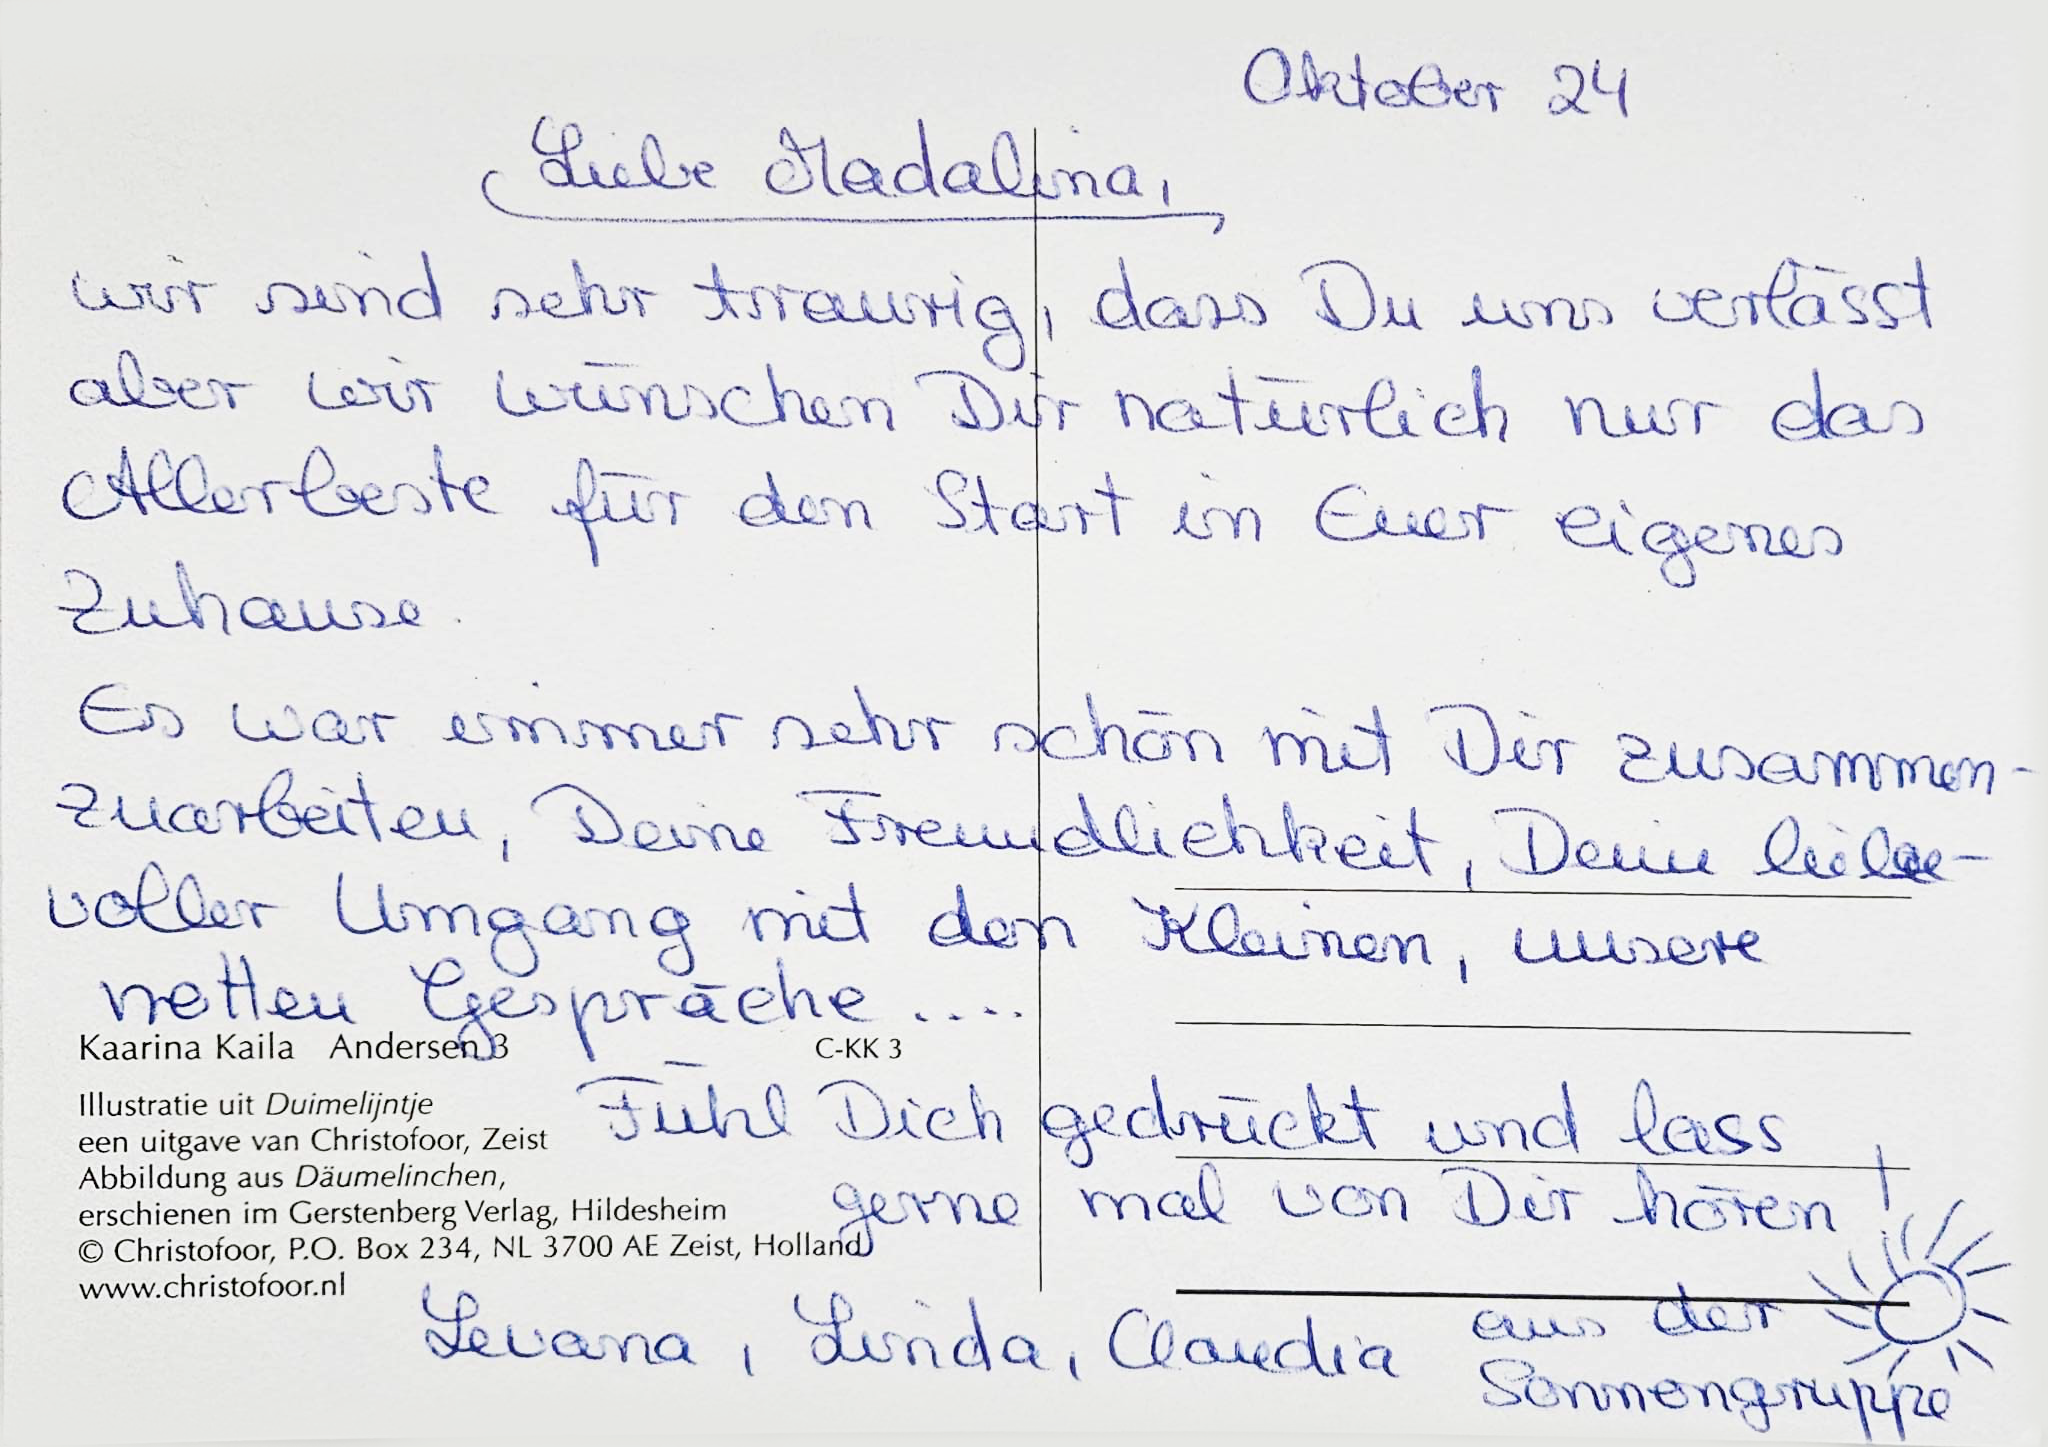 Oktober 24
Liebe Madalina,
wir sind sehr traurig, dass Du uns verlässt
aber wir wünschen Dir natürlich nur das
Allerbeste für den Start in Euer eigenes
Zuhause.
Es war immer sehr schön mit Dir zusammen-
zuarbeiten, Deine Freundlichkeit, Dein liebe-
voller Umgang mit den Kleinen, unsere
netten Gespräche ....
Kaarina Kaila Andersen 3 C-KK 3
Illustratie uit Duimelijntje
een uitgave van Christofoor, Zeist
Abbildung aus Däumelinchen,
erschienen im Gerstenberg Verlag, Hildesheim
© Christofoor, P.O. Box 234, NL 3700 AE Zeist, Holland
www.christofoor.nl
Fühl Dich gedrückt und lass
gerne mal von Dir hören!
Levana, Linda, Claudia aus der
Sonnengruppe